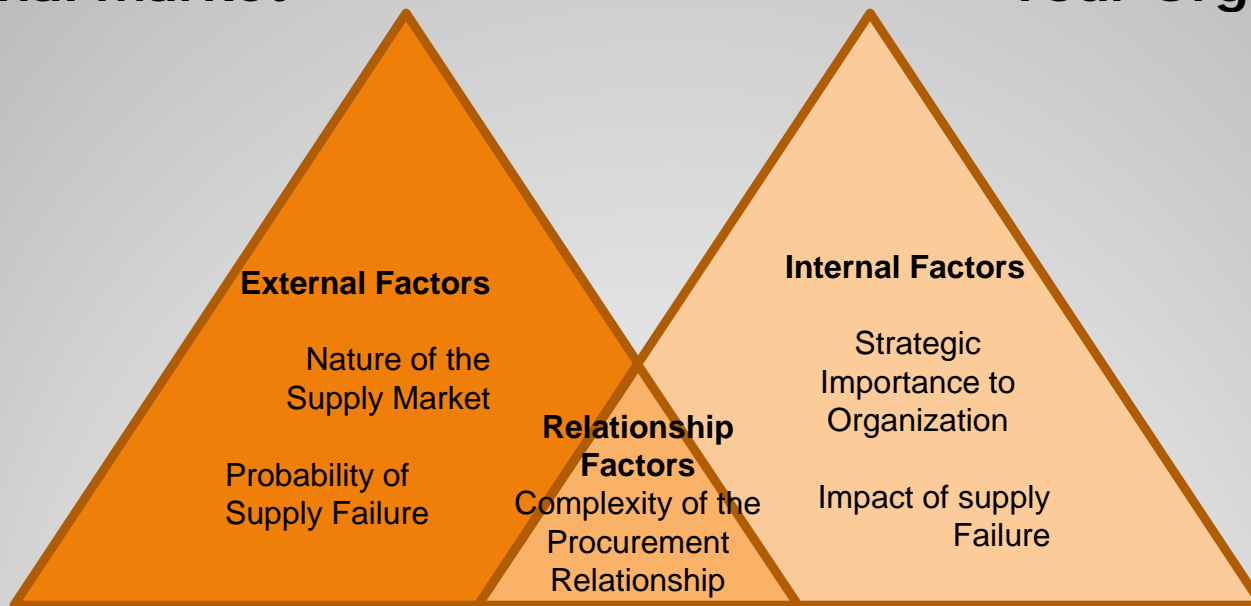 External Factors
Nature of the
Supply Market
Probability of
Supply Failure
Relationship
Factors
Complexity of the
Procurement
Relationship
Internal Factors
Strategic
Importance to
Organization
Impact of supply
Failure